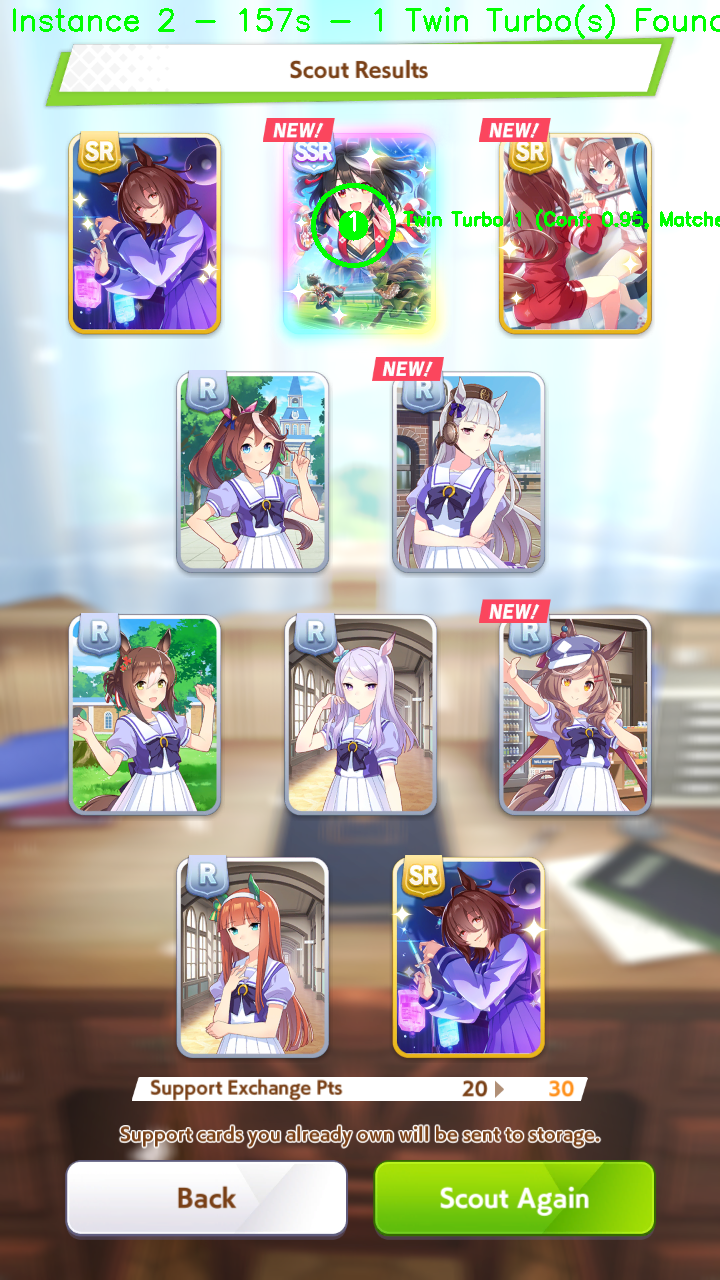 Instance 2 - 157s - 1 Twin Turbo(s) Found
Scout Results
SR
NEW!
SSR
NEW!
SR
1
Twin Turbo 1 (Conf: 0.95, Matche
R
NEW!
R
R
R
NEW!
R
R
SR
Support Exchange Pts 20 30
Support cards you already own will be sent to storage.
Back
Scout Again